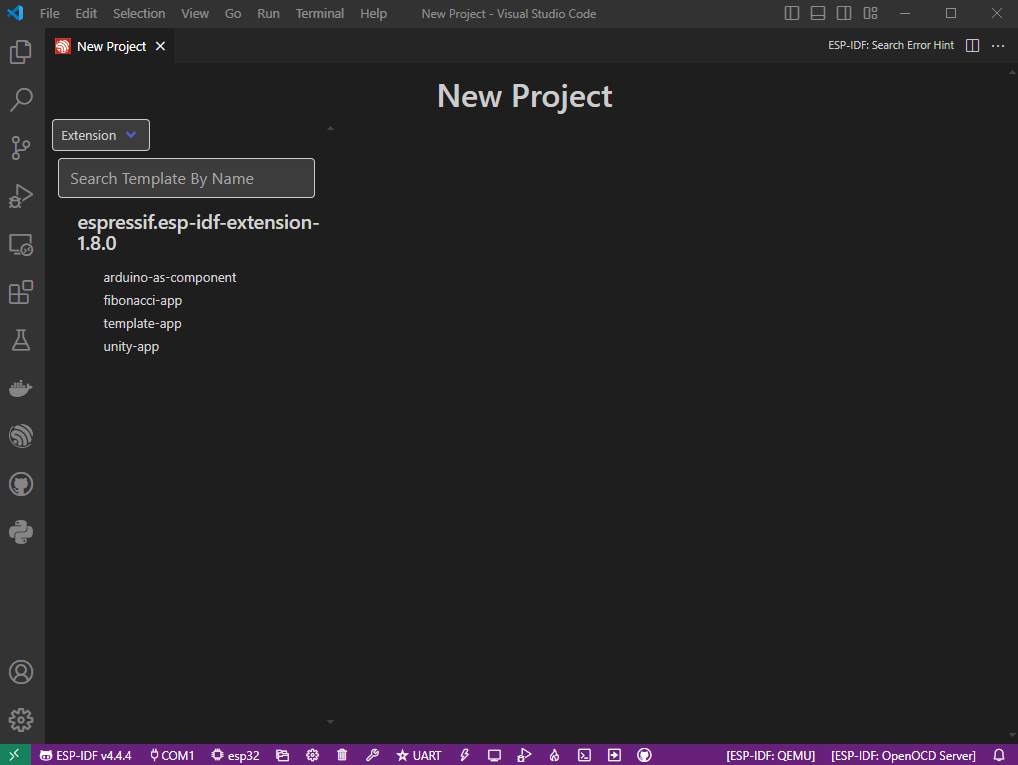 File Edit Selection View Go Run Terminal Help New Project - Visual Studio Code
New Project
ESP-IDF: Search Error Hint
New Project
Extension
Search Template By Name
espressif.esp-idf-extension-
1.8.0
arduino-as-component
fibonacci-app
template-app
unity-app
ESP-IDF v4.4.4 COM1 esp32 UART [ESP-IDF: QEMU] [ESP-IDF: OpenOCD Server]